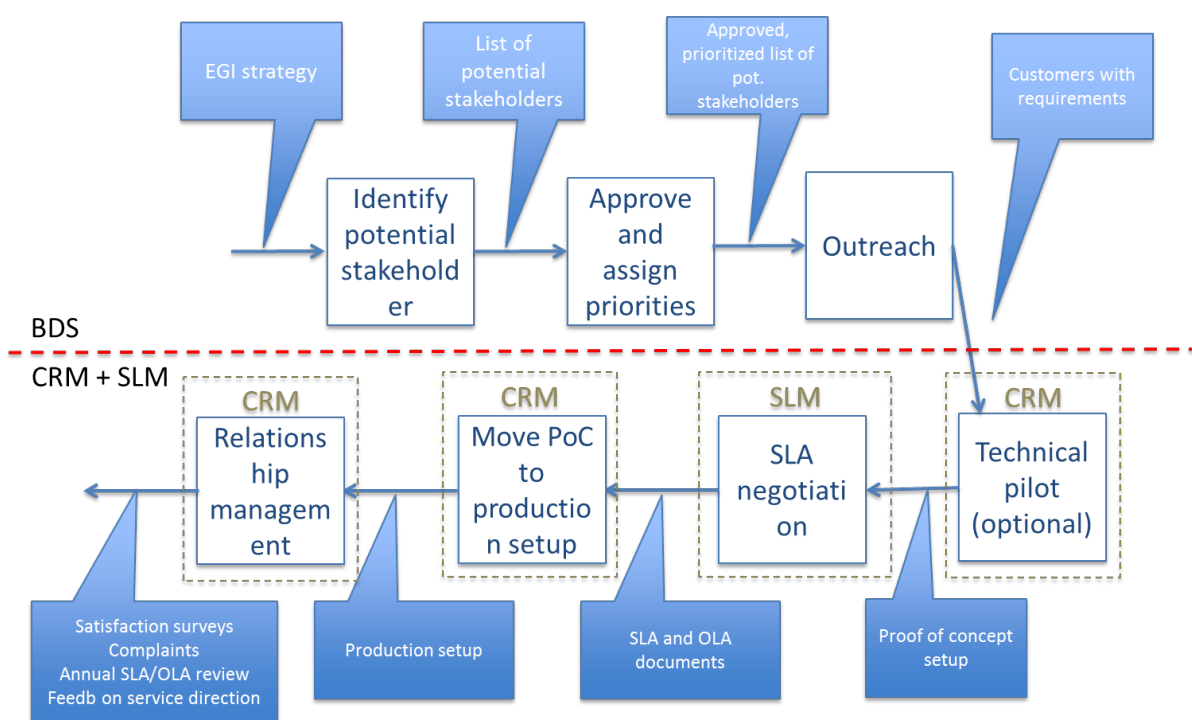 EGI strategy
List of
potential
stakeholders
Approved,
prioritized list of
pot.
stakeholders
Customers with
requirements
Identify
potential
stakehold
er
Approve
and
assign
priorities
Outreach
BDS
CRM + SLM
CRM
Relations
hip
managem
ent
CRM
Move PoC
to
productio
n setup
SLM
SLA
negotiati
on
CRM
Technical
pilot
(optional)
Satisfaction surveys
Complaints
Annual SLA/OLA review
Feedb on service direction
Production setup
SLA and OLA
documents
Proof of concept
setup